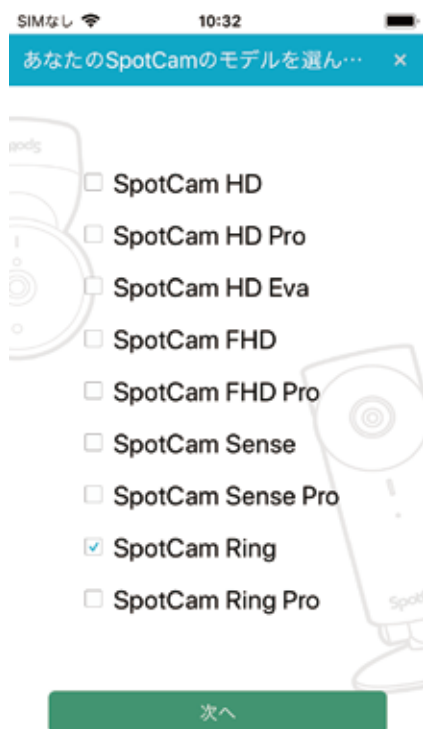 SIMなし 10:32
あなたのSpotCamのモデルを選ん… ×
SpotCam HD
SpotCam HD Pro
SpotCam HD Eva
SpotCam FHD
SpotCam FHD Pro
SpotCam Sense
SpotCam Sense Pro
SpotCam Ring
SpotCam Ring Pro
次へ